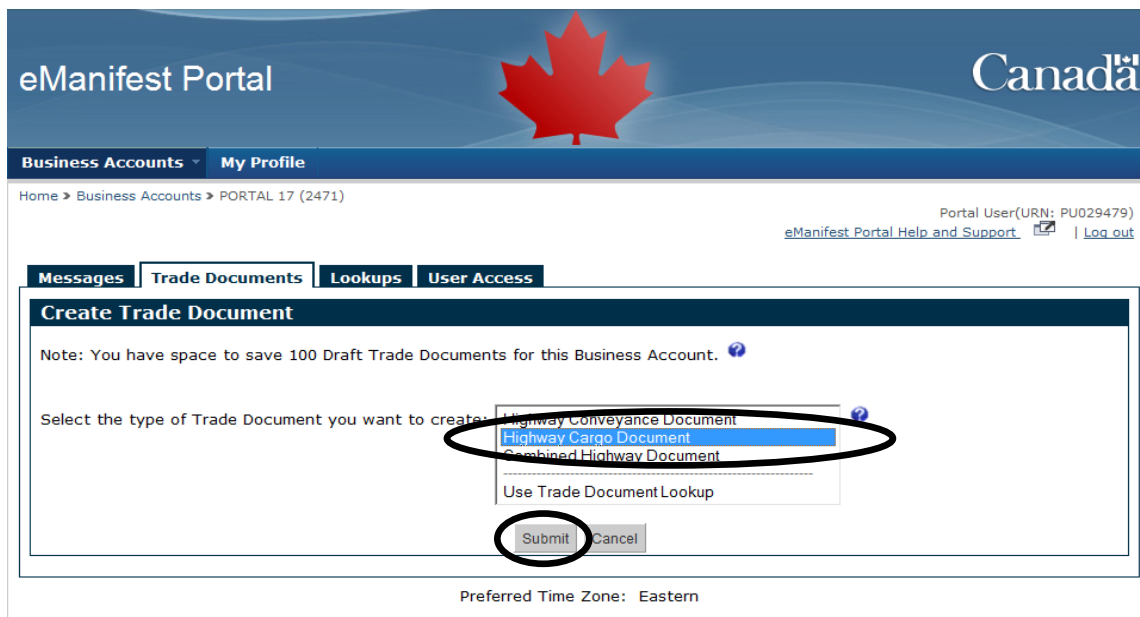 eManifest Portal
Canada
Business Accounts My Profile
Home > Business Accounts > PORTAL 17 (2471)
Portal User(URN: PU029479)
eManifest Portal Help and Support | Log out
Messages Trade Documents Lookups User Access
Create Trade Document
Note: You have space to save 100 Draft Trade Documents for this Business Account.
Select the type of Trade Document you want to create: Highway Conveyance Document
Highway Cargo Document
Combined Highway Document
Use Trade Document Lookup
Submit Cancel
Preferred Time Zone: Eastern